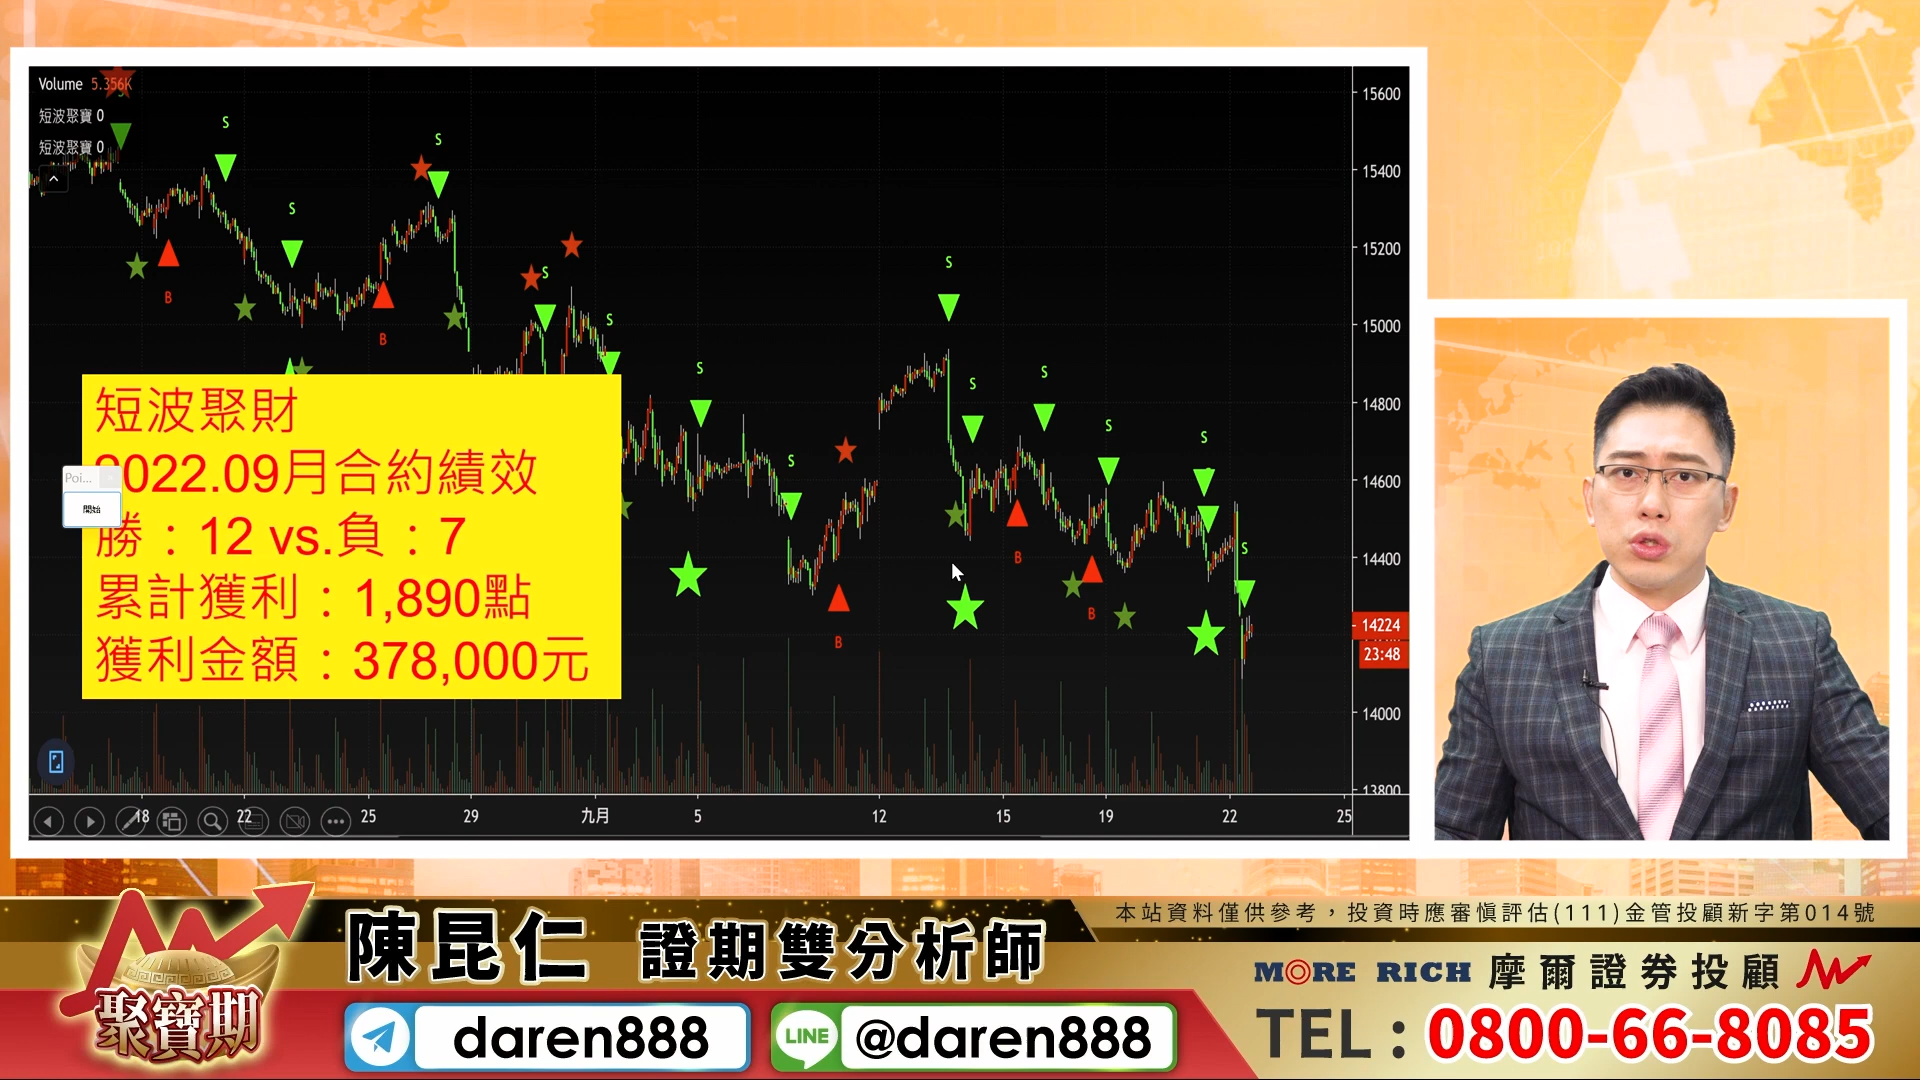 Volume 5.356K
短波聚寶 0
短波聚寶 0
S
S
S
S
S
S
S
S
S
S
S
S
S
B
B
B
B
B
15600
15400
15200
15000
14800
14600
14400
14224
23:48
14000
13800
短波聚財
2022.09月合約績效
Poi...
開始
勝：12 vs.負：7
累計獲利：1,890點
獲利金額：378,000元
18
22
25
29
九月
5
12
15
19
22
25
聚寶期
陳昆仁 證期雙分析師
daren888
LINE
@daren888
本站資料僅供參考，投資時應審慎評估(111)金管投顧新字第014號
MORE RICH 摩爾證券投顧
TEL：0800-66-8085